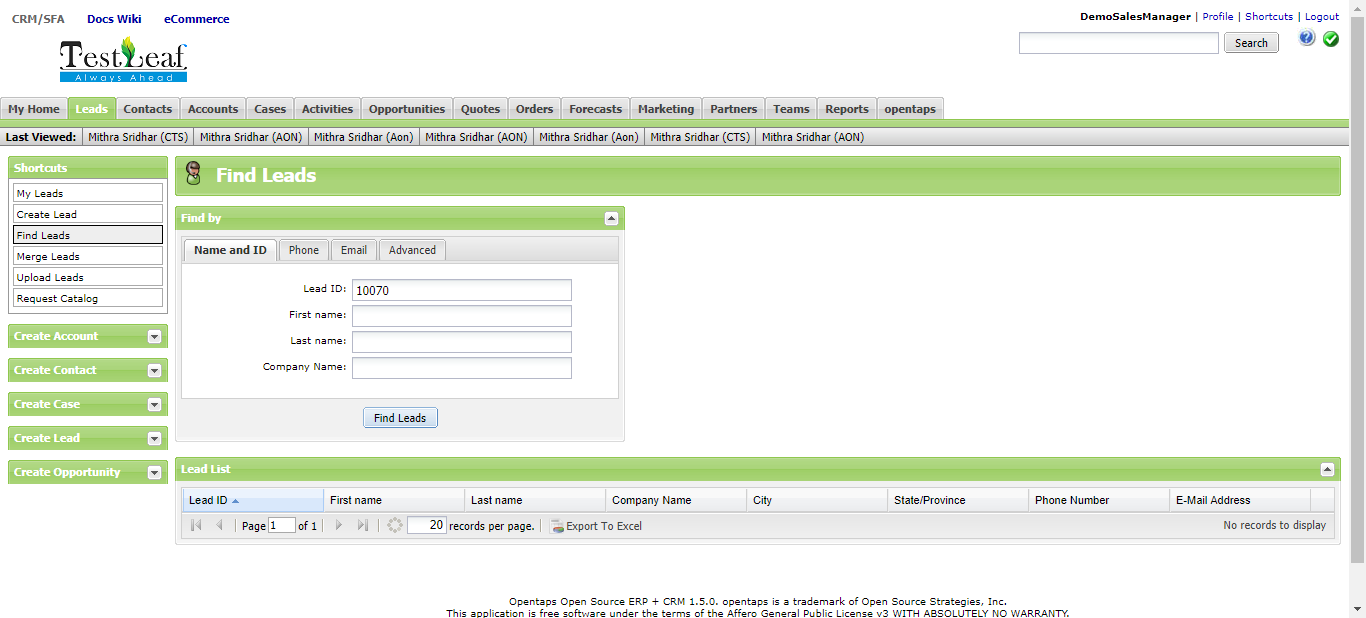 CRM/SFA Docs Wiki eCommerce
DemoSalesManager | Profile | Shortcuts | Logout
Search
TestLeaf
Always Ahead
My Home Leads Contacts Accounts Cases Activities Opportunities Quotes Orders Forecasts Marketing Partners Teams Reports opentaps
Last Viewed: Mithra Sridhar (CTS) Mithra Sridhar (AON) Mithra Sridhar (Aon) Mithra Sridhar (AON) Mithra Sridhar (Aon) Mithra Sridhar (CTS) Mithra Sridhar (AON)
Shortcuts
My Leads
Create Lead
Find Leads
Merge Leads
Upload Leads
Request Catalog
Create Account
Create Contact
Create Case
Create Lead
Create Opportunity
Find Leads
Find by
Name and ID Phone Email Advanced
Lead ID: 10070
First name:
Last name:
Company Name:
Find Leads
Lead List
Lead ID First name Last name Company Name City State/Province Phone Number E-Mail Address
Page 1 of 1 20 records per page. Export To Excel No records to display
Opentaps Open Source ERP + CRM 1.5.0. opentaps is a trademark of Open Source Strategies, Inc.
This application is free software under the terms of the Affero General Public License v3 WITH ABSOLUTELY NO WARRANTY.